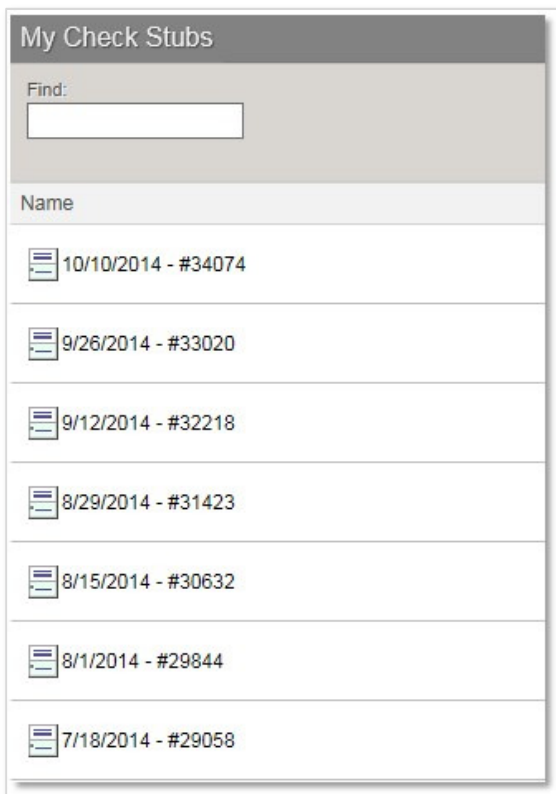 My Check Stubs
Find:
Name
10/10/2014 - #34074
9/26/2014 - #33020
9/12/2014 - #32218
8/29/2014 - #31423
8/15/2014 - #30632
8/1/2014 - #29844
7/18/2014 - #29058